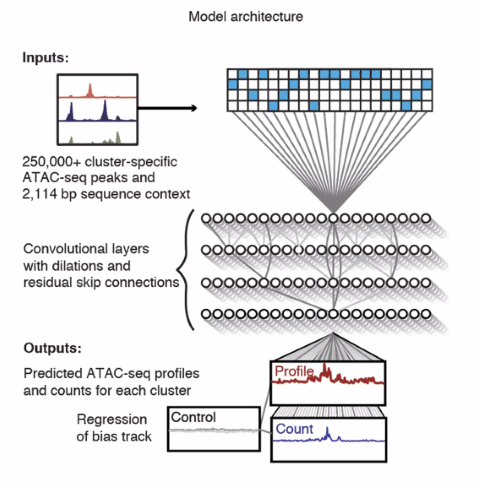 Model architecture
Inputs:
250,000+ cluster-specific
ATAC-seq peaks and
2,114 bp sequence context
Convolutional layers
with dilations and
residual skip connections
Outputs:
Predicted ATAC-seq profiles
and counts for each cluster
Profile
Regression
of bias track
Control
Count